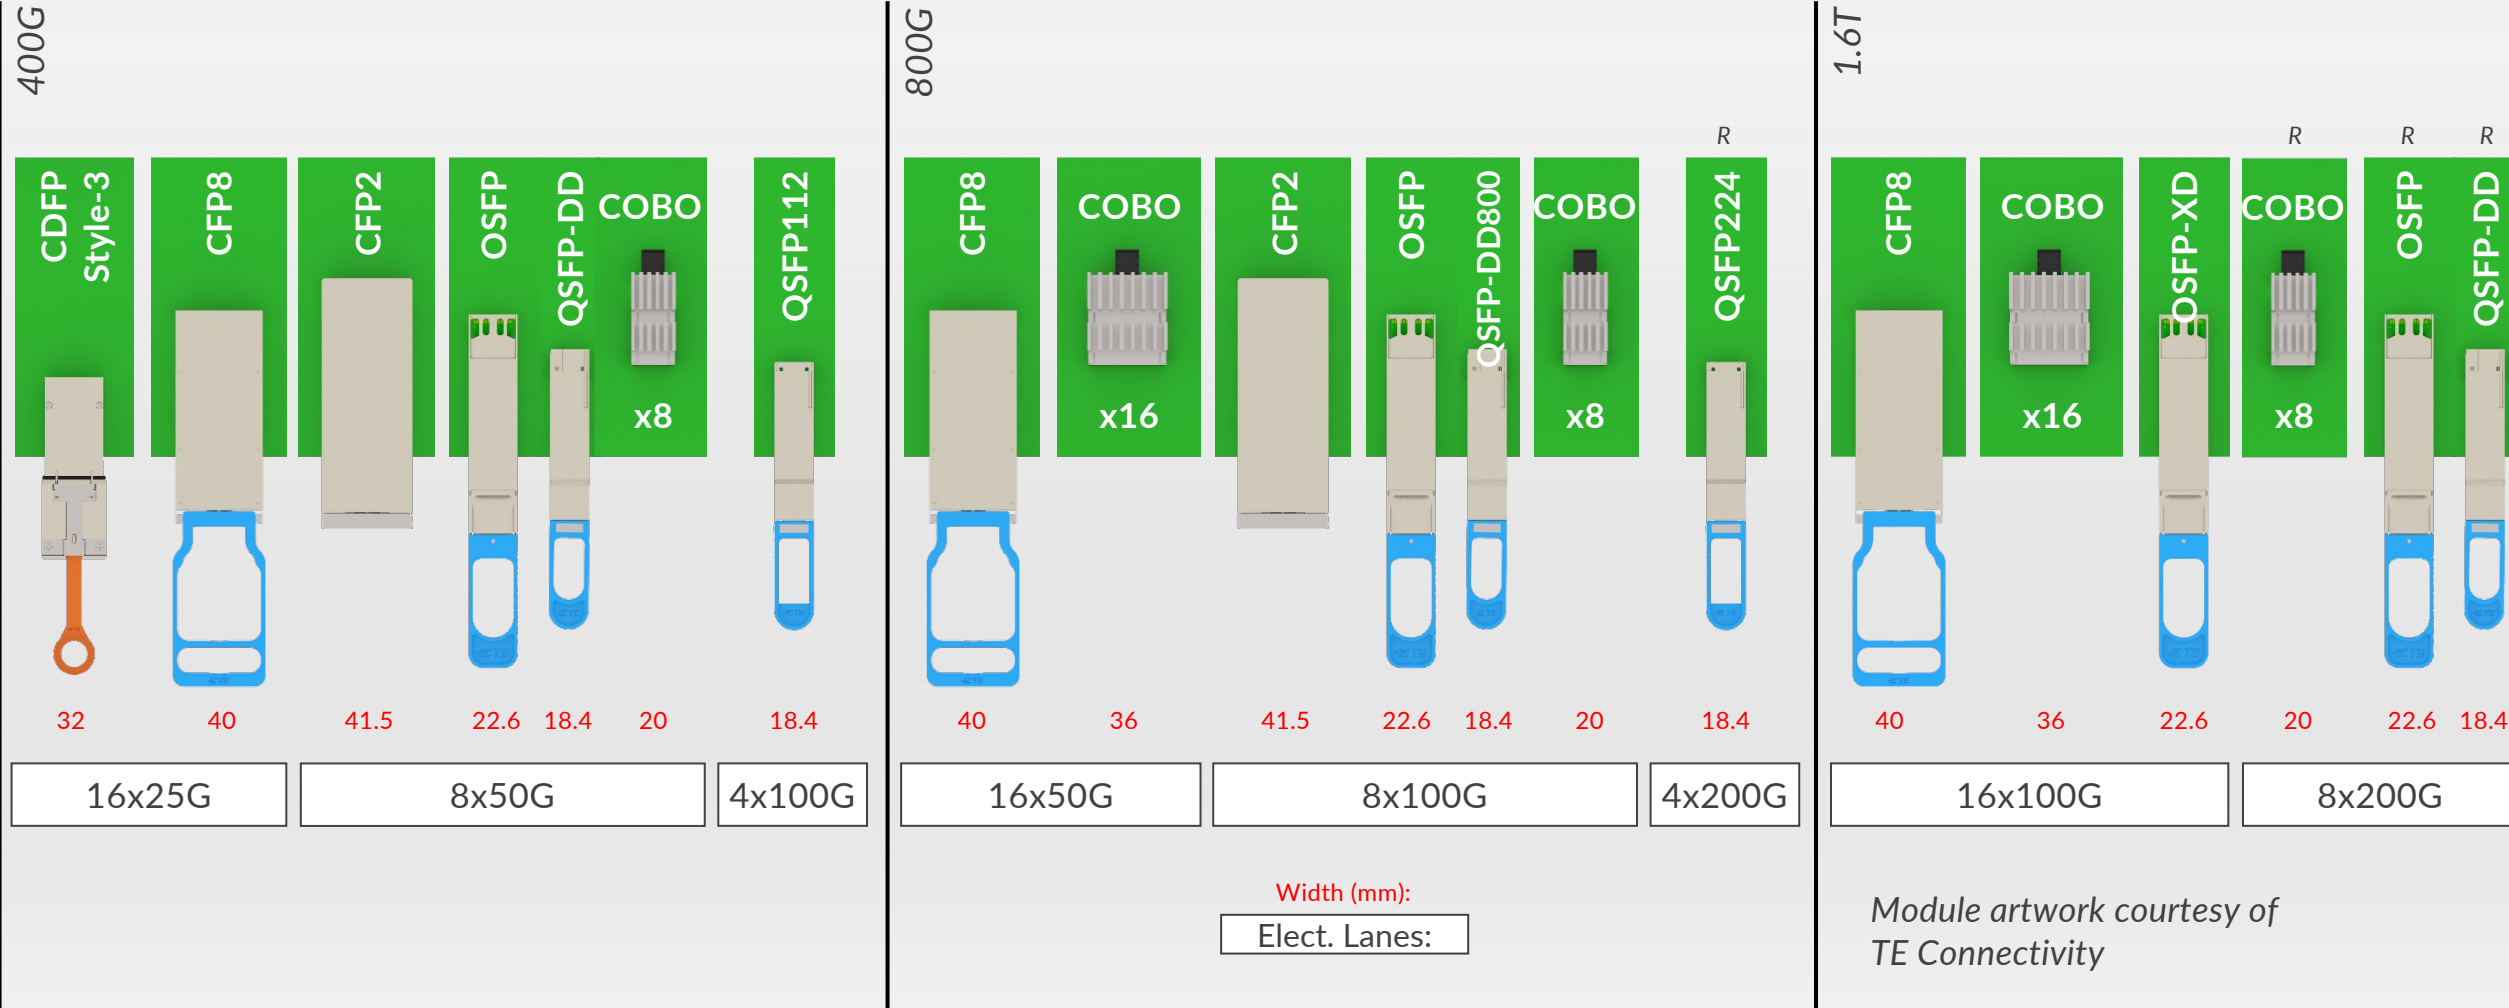 400G
CDFP
Style-3
CFP8
CFP2
OSFP
QSFP-DD
COBO
x8
QSFP112
32
40
41.5
22.6
18.4
20
18.4
16x25G
8x50G
4x100G
800G
R
CFP8
COBO
x16
CFP2
OSFP
QSFP-DD800
COBO
x8
QSFP224
40
36
41.5
22.6
18.4
20
18.4
16x50G
8x100G
4x200G
Width (mm):
Elect. Lanes:
1.6T
R
R
R
CFP8
COBO
x16
OSFP-XD
COBO
x8
OSFP
QSFP-DD
40
36
22.6
20
22.6
18.4
16x100G
8x200G
Module artwork courtesy of
TE Connectivity